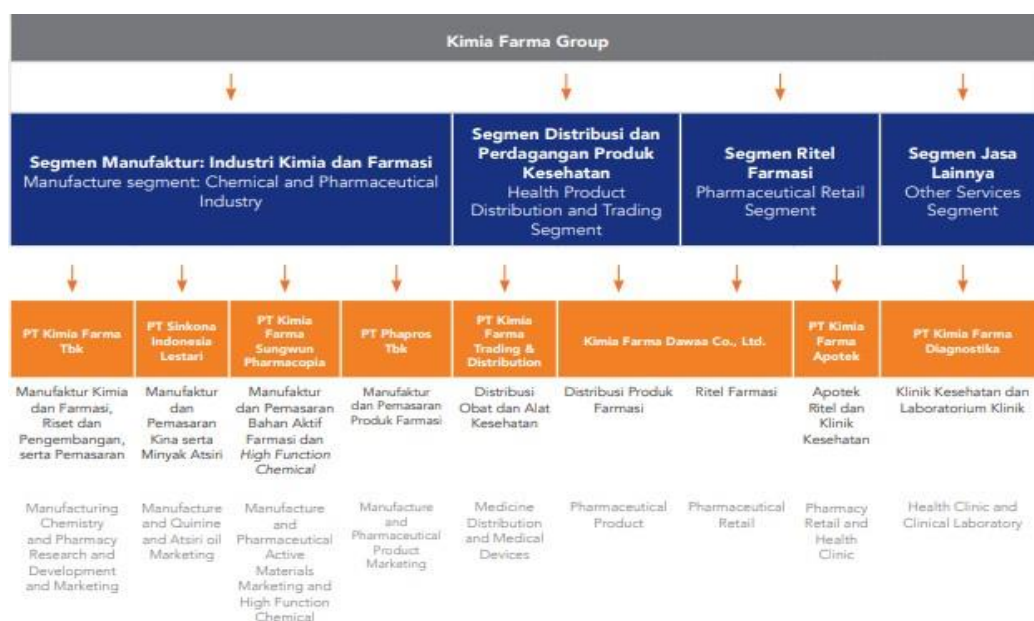 Kimia Farma Group
Segmen Manufaktur: Industri Kimia dan Farmasi
Manufacture segment: Chemical and Pharmaceutical
Industry
Segmen Distribusi dan
Perdagangan Produk
Kesehatan
Health Product
Distribution and Trading
Segment
Segmen Ritel
Farmasi
Pharmaceutical Retail
Segment
Segmen Jasa
Lainnya
Other Services
Segment
PT Kimia Farma
Tbk
PT Sinkona
Indonesia
Lestari
PT Kimia
Farma
Sungwun
Pharmacopia
PT Phapros
Tbk
PT Kimia
Farma
Trading &
Distribution
Kimia Farma Dawaa Co., Ltd.
PT Kimia
Farma
Apotek
PT Kimia Farma
Diagnostika
Manufaktur Kimia
dan Farmasi,
Riset dan
Pengembangan,
serta Pemasaran
Manufaktur
dan
Pemasaran
Kina serta
Minyak Atsiri
Manufaktur
dan Pemasaran
Bahan Aktif
Farmasi dan
High Function
Chemical
Manufaktur
dan Pemasaran
Produk Farmasi
Distribusi
Obat dan Alat
Kesehatan
Distribusi Produk
Farmasi
Ritel Farmasi
Apotek
Ritel dan
Klinik
Kesehatan
Klinik Kesehatan dan
Laboratorium Klinik
Manufacturing
Chemistry
and Pharmacy
Research and
Development
and Marketing
Manufacture
and Quinine
and Atsiri oil
Marketing
Manufacture
and
Pharmaceutical
Active
Materials
Marketing and
High Function
Chemical
Manufacture
and
Pharmaceutical
Product
Marketing
Medicine
Distribution
and Medical
Devices
Pharmaceutical
Product
Pharmaceutical
Retail
Pharmacy
Retail and
Health
Clinic
Health Clinic and
Clinical Laboratory